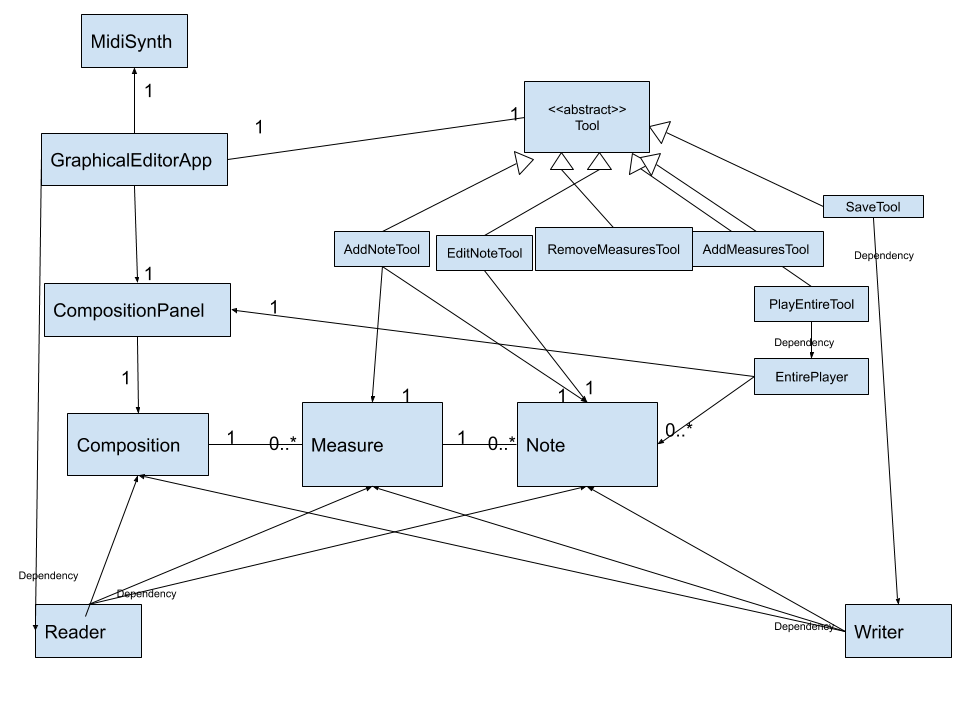 MidiSynth
1
<<abstract>>
Tool
1
1
GraphicalEditorApp
SaveTool
AddNoteTool
EditNoteTool
RemoveMeasuresTool
AddMeasuresTool
Dependency
1
CompositionPanel
1
PlayEntireTool
Dependency
EntirePlayer
1
1
1
1
Composition
1
0..*
Measure
1
0..*
Note
0..*
Dependency
Dependency
Reader
Dependency
Writer